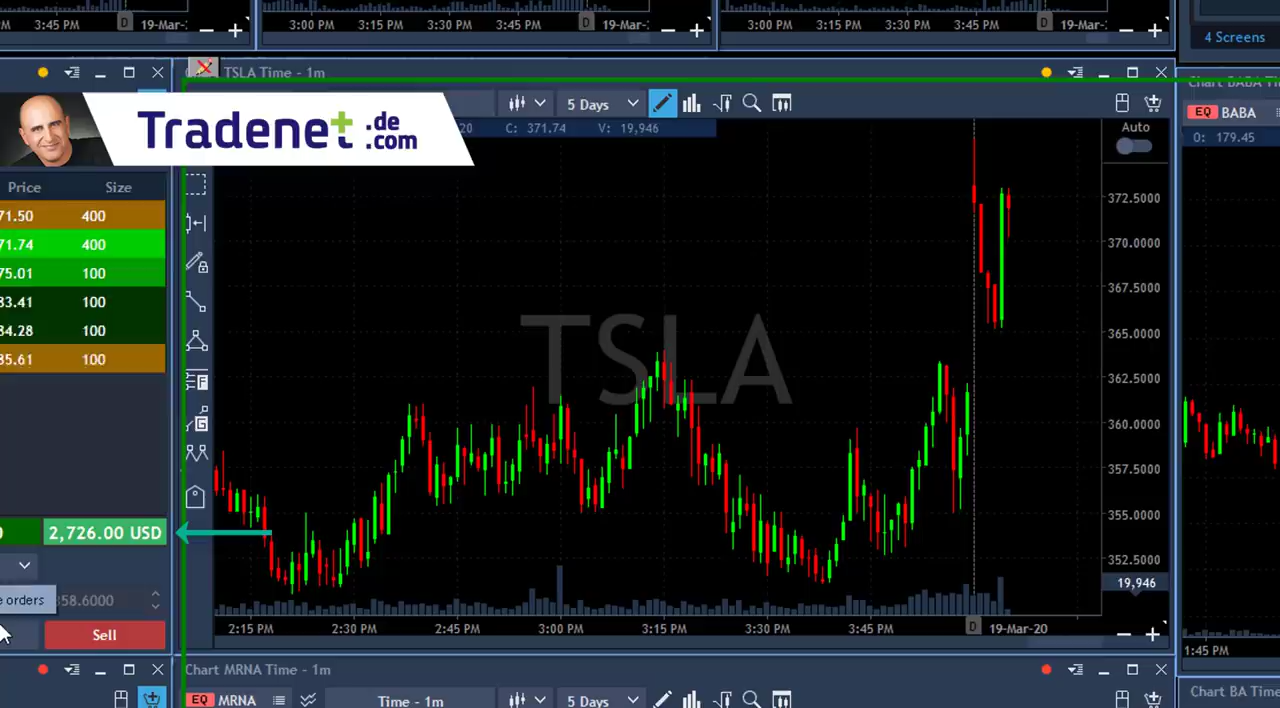 3:45 PM D 19-Mar-
3:00 PM 3:15 PM 3:30 PM 3:45 PM D 19-Mar-
3:00 PM 3:15 PM 3:30 PM 3:45 PM D 19-Mar-
4 Screens
TSLA Time - 1m
Chart BABA Time
Tradenet .de
.com
5 Days
EQ BABA
20 C: 371.74 V: 19,946
Auto
O: 179.45
Price Size
71.50 400
71.74 400
75.01 100
83.41 100
84.28 100
85.61 100
TSLA
372.5000
370.0000
367.5000
365.0000
362.5000
360.0000
357.5000
355.0000
352.5000
19,946
0 2,726.00 USD
e orders
358.6000
Sell
2:15 PM 2:30 PM 2:45 PM 3:00 PM 3:15 PM 3:30 PM 3:45 PM D 19-Mar-20
1:45 PM
Chart MRNA Time - 1m
EQ MRNA Time - 1m 5 Days
Chart BA Time